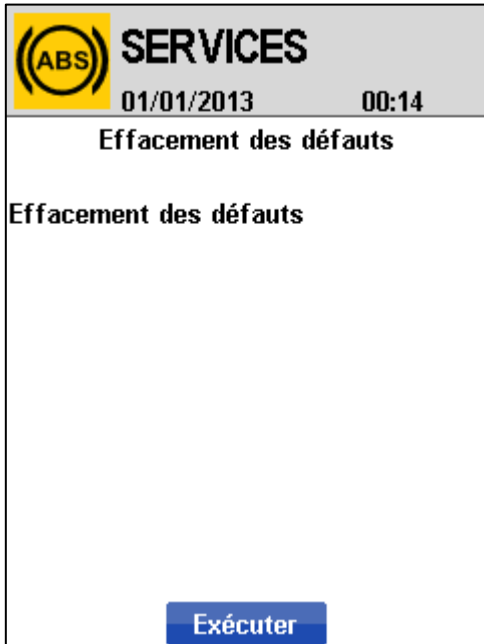 ABS
SERVICES
01/01/2013 00:14
Effacement des défauts
Effacement des défauts
Exécuter